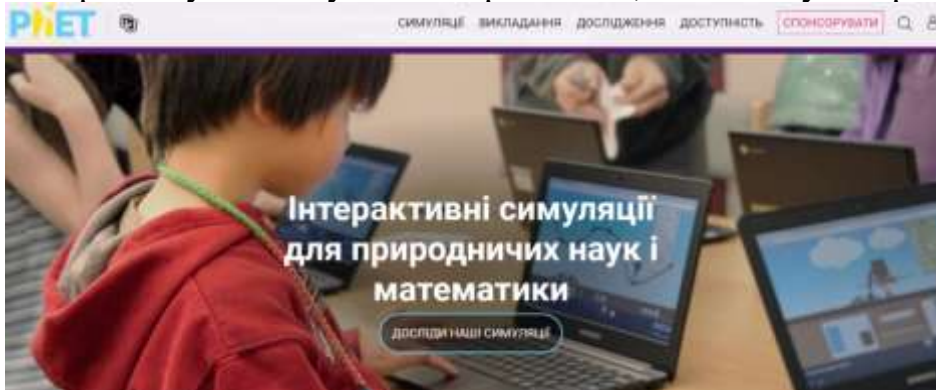 PhET
СИМУЛЯЦІЇ ВИКЛАДАННЯ ДОСЛІДЖЕННЯ ДОСТУПНІСТЬ СПОНСОРУВАТИ
Інтерактивні симуляції
для природничих наук і
математики
ДОСЛІДИ НАШІ СИМУЛЯЦІЇ